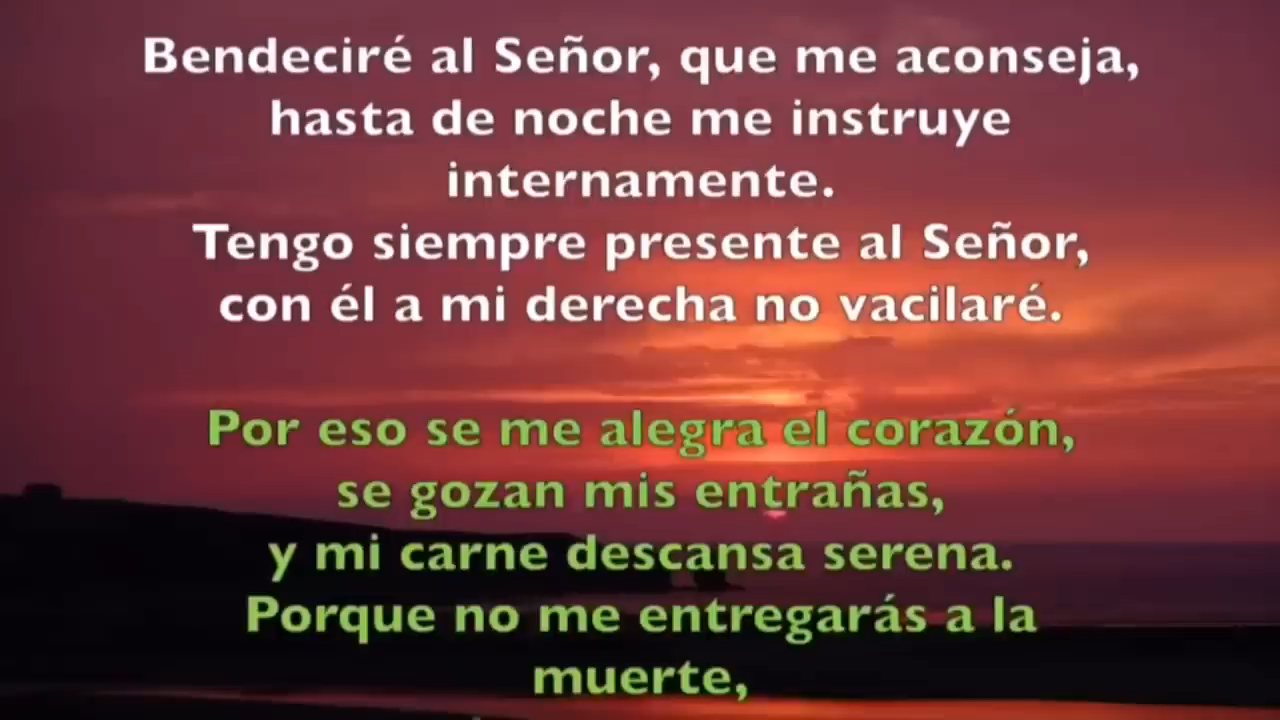 Bendeciré al Señor, que me aconseja,
hasta de noche me instruye
internamente.
Tengo siempre presente al Señor,
con él a mi derecha no vacilaré.
Por eso se me alegra el corazón,
se gozan mis entrañas,
y mi carne descansa serena.
Porque no me entregarás a la
muerte,